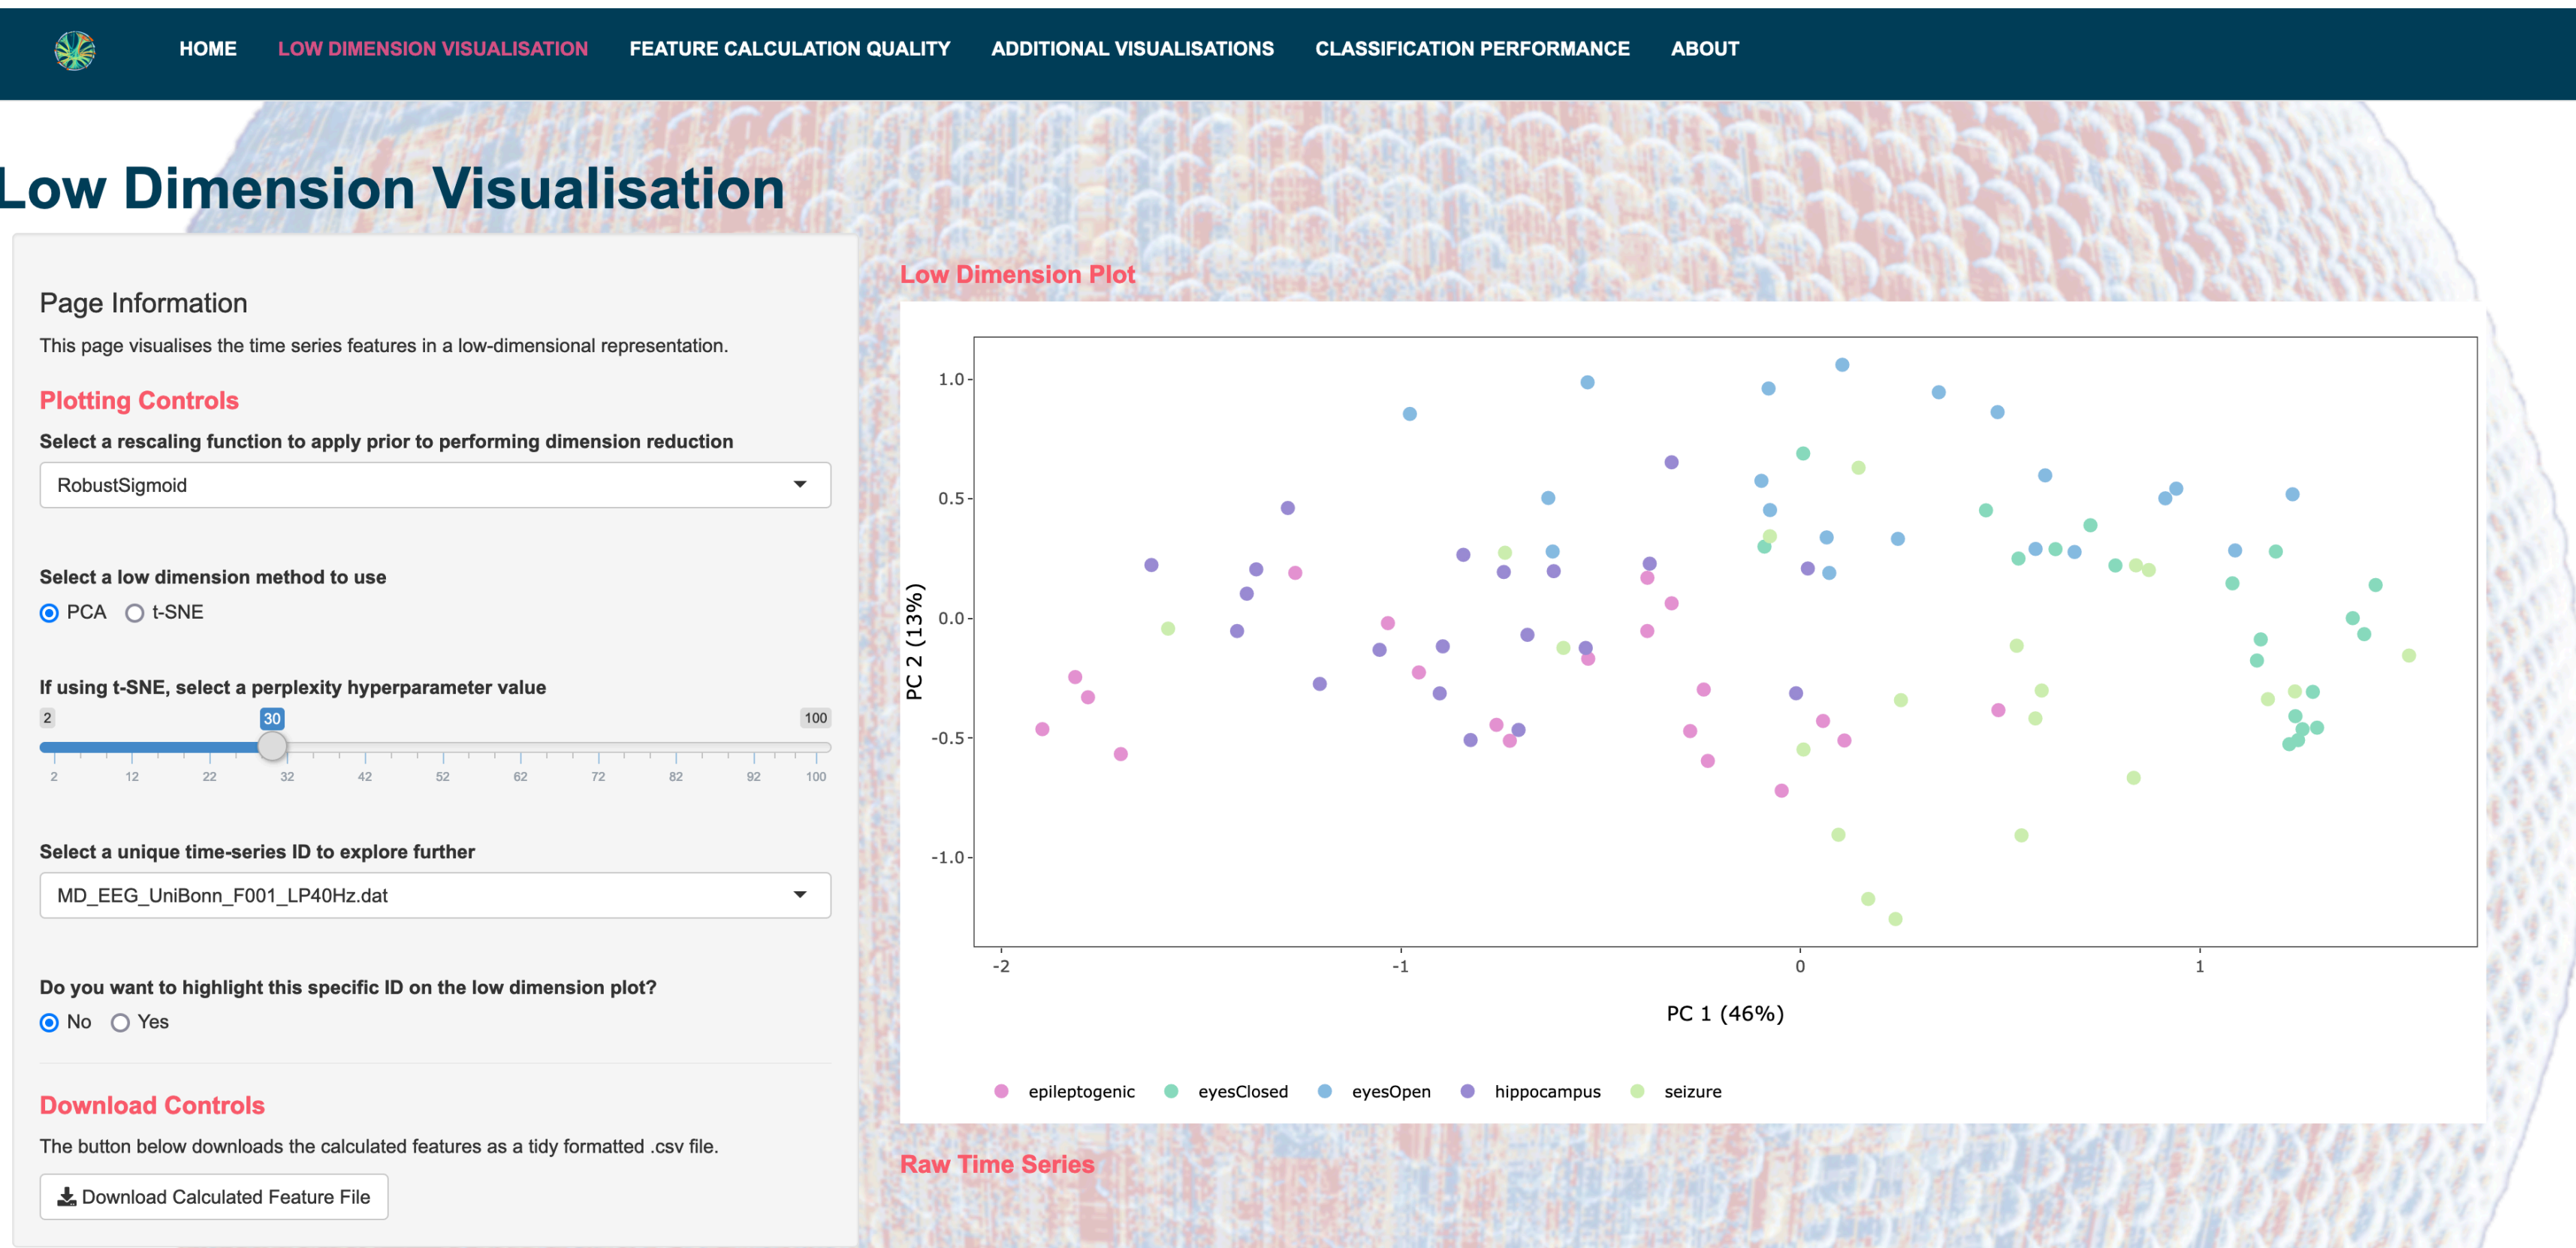 HOME LOW DIMENSION VISUALISATION FEATURE CALCULATION QUALITY ADDITIONAL VISUALISATIONS CLASSIFICATION PERFORMANCE ABOUT
Low Dimension Visualisation
Page Information
This page visualises the time series features in a low-dimensional representation.
Plotting Controls
Select a rescaling function to apply prior to performing dimension reduction
RobustSigmoid
Select a low dimension method to use
PCA t-SNE
If using t-SNE, select a perplexity hyperparameter value
2 30 100
2 12 22 32 42 52 62 72 82 92 100
Select a unique time-series ID to explore further
MD_EEG_UniBonn_F001_LP40Hz.dat
Do you want to highlight this specific ID on the low dimension plot?
No Yes
Download Controls
The button below downloads the calculated features as a tidy formatted .csv file.
Download Calculated Feature File
Low Dimension Plot
PC 2 (13%)
1.0
0.5
0.0
-0.5
-1.0
-2 -1 0 1
PC 1 (46%)
epileptogenic eyesClosed eyesOpen hippocampus seizure
Raw Time Series